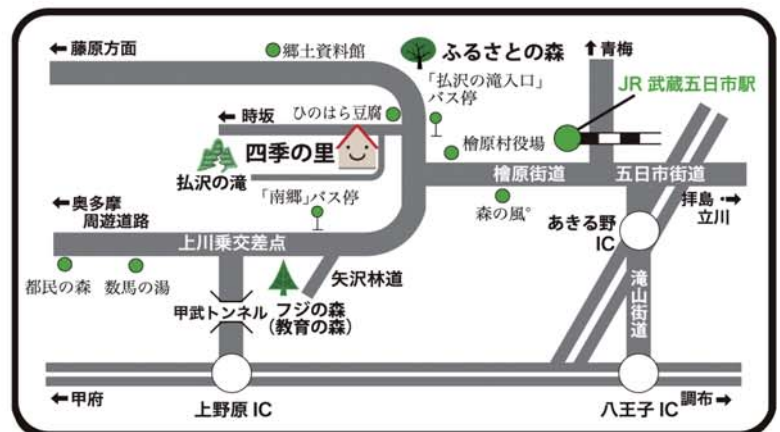 ←藤原方面
郷土資料館
ふるさとの森
↑青梅
「払沢の滝入口」
バス停
JR 武蔵五日市駅
←時坂
ひのはら豆腐
四季の里
払沢の滝
檜原村役場
檜原街道
五日市街道
「南郷」バス停
森の風°
拝島・→
立川
←奥多摩
周遊道路
あきる野
IC
上川乗交差点
矢沢林道
都民の森
数馬の湯
甲武トンネル
フジの森
(教育の森)
滝山街道
←甲府
上野原 IC
八王子 IC
調布→